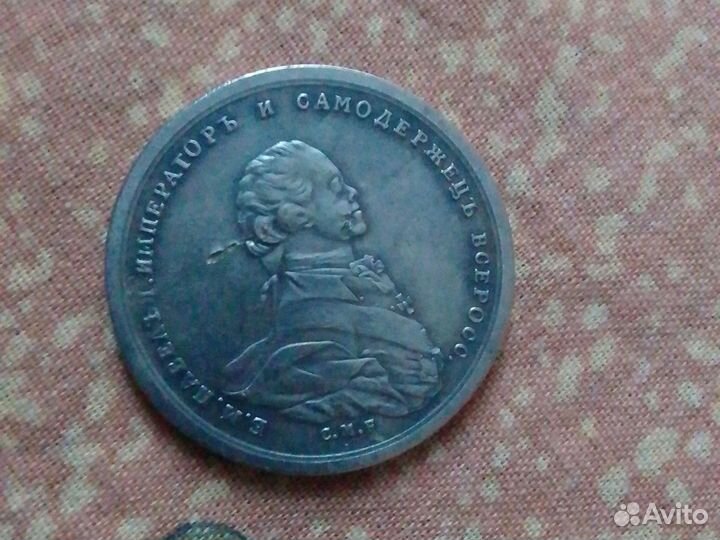 Б. М. ПАВЕЛЪ I. ИМПЕРАТОРЪ И САМОДЕРЖЕЦЪ ВСЕРОСС.
C.M.F
Avito